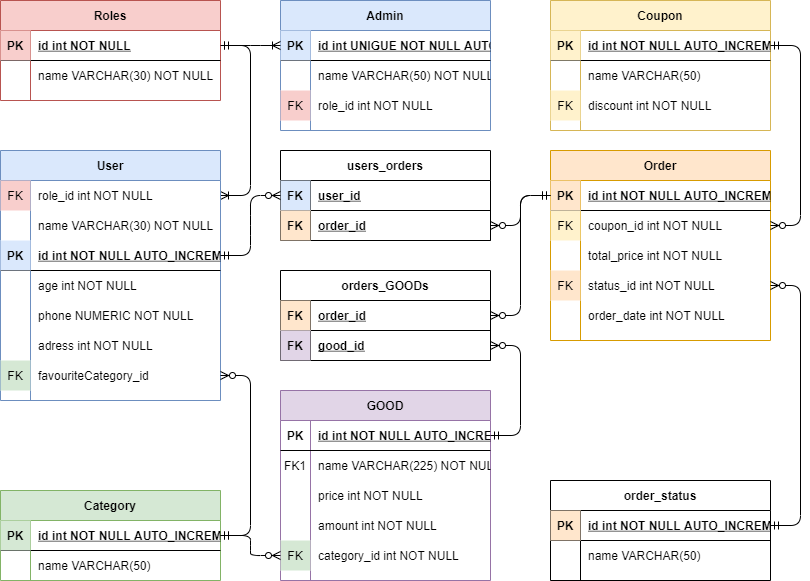 Roles
PK id int NOT NULL
name VARCHAR(30) NOT NULL
Admin
PK id int UNIQUE NOT NULL AUT
name VARCHAR(50) NOT NULL
FK role_id int NOT NULL
Coupon
PK id int NOT NULL AUTO_INCREM
name VARCHAR(50)
FK discount int NOT NULL
User
FK role_id int NOT NULL
name VARCHAR(30) NOT NULL
PK id int NOT NULL AUTO_INCREM
age int NOT NULL
phone NUMERIC NOT NULL
adress int NOT NULL
FK favouriteCategory_id
users_orders
FK user_id
FK order_id
Order
PK id int NOT NULL AUTO_INCREM
FK coupon_id int NOT NULL
total_price int NOT NULL
FK status_id int NOT NULL
order_date int NOT NULL
orders_GOODs
FK order_id
FK good_id
GOOD
PK id int NOT NULL AUTO_INCRE
FK1 name VARCHAR(225) NOT NUL
price int NOT NULL
amount int NOT NULL
FK category_id int NOT NULL
Category
PK id int NOT NULL AUTO_INCREM
name VARCHAR(50)
order_status
PK id int NOT NULL AUTO_INCREM
name VARCHAR(50)